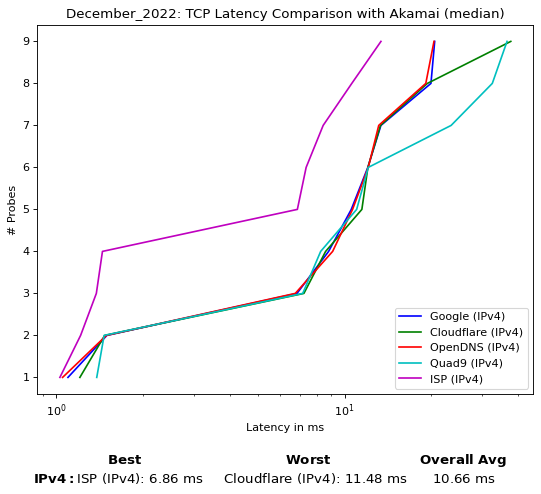 December_2022: TCP Latency Comparison with Akamai (median)
9
8
7
6
5
4
3
2
1
# Probes
Google (IPv4)
Cloudflare (IPv4)
OpenDNS (IPv4)
Quad9 (IPv4)
ISP (IPv4)
10⁰ 10¹
Latency in ms
Best Worst Overall Avg
IPv4: ISP (IPv4): 6.86 ms Cloudflare (IPv4): 11.48 ms 10.66 ms